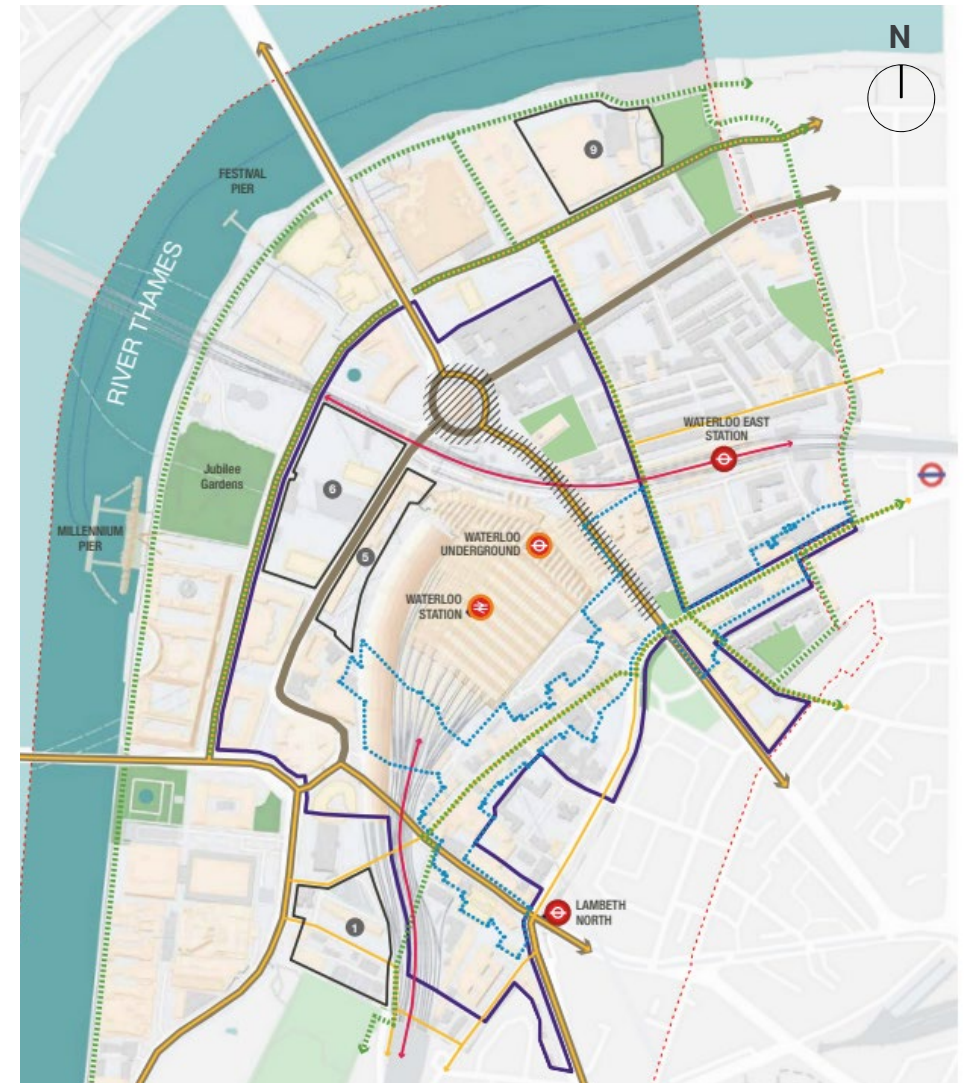 N
9
FESTIVAL
PIER
RIVER THAMES
WATERLOO EAST
STATION
Jubilee
Gardens
6
MILLENNIUM
PIER
WATERLOO
UNDERGROUND
5
WATERLOO
STATION
LAMBETH
NORTH
1